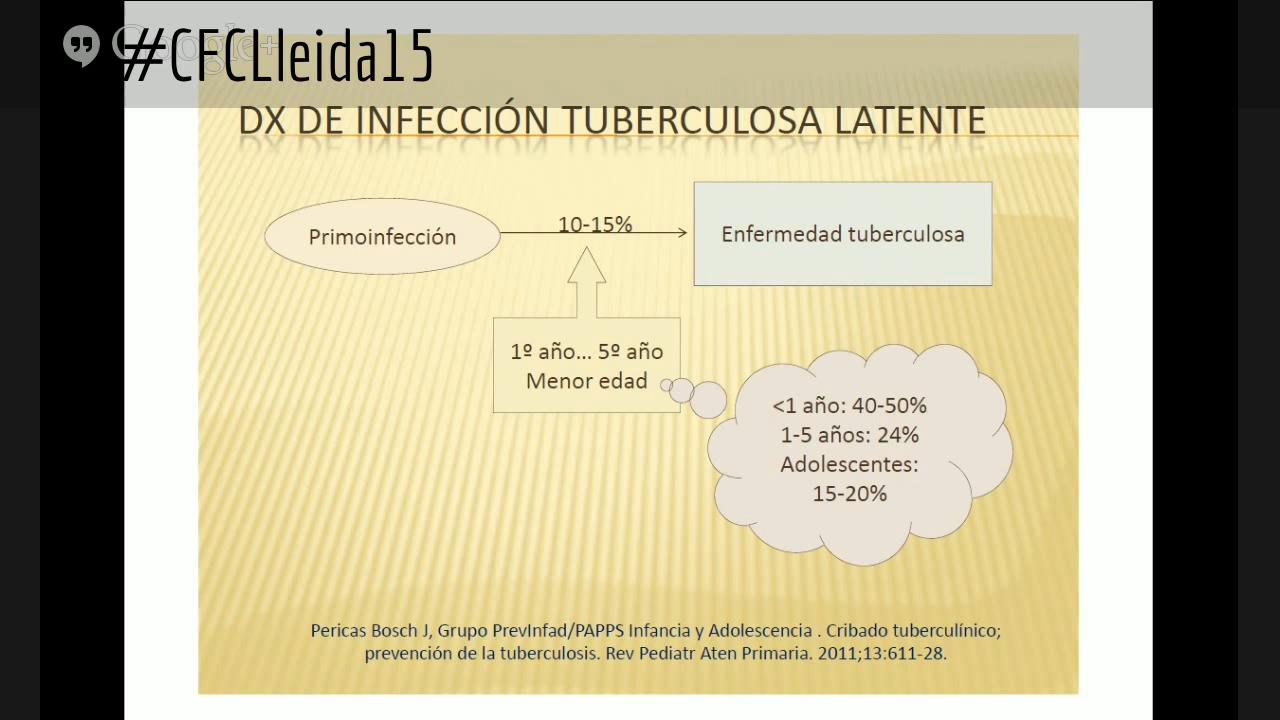 Google+
#CFCLleida15
DX DE INFECCIÓN TUBERCULOSA LATENTE
Primoinfección
10-15%
Enfermedad tuberculosa
1º año... 5º año
Menor edad
<1 año: 40-50%
1-5 años: 24%
Adolescentes:
15-20%
Pericas Bosch J, Grupo PrevInfad/PAPPS Infancia y Adolescencia . Cribado tuberculínico;
prevención de la tuberculosis. Rev Pediatr Aten Primaria. 2011;13:611-28.